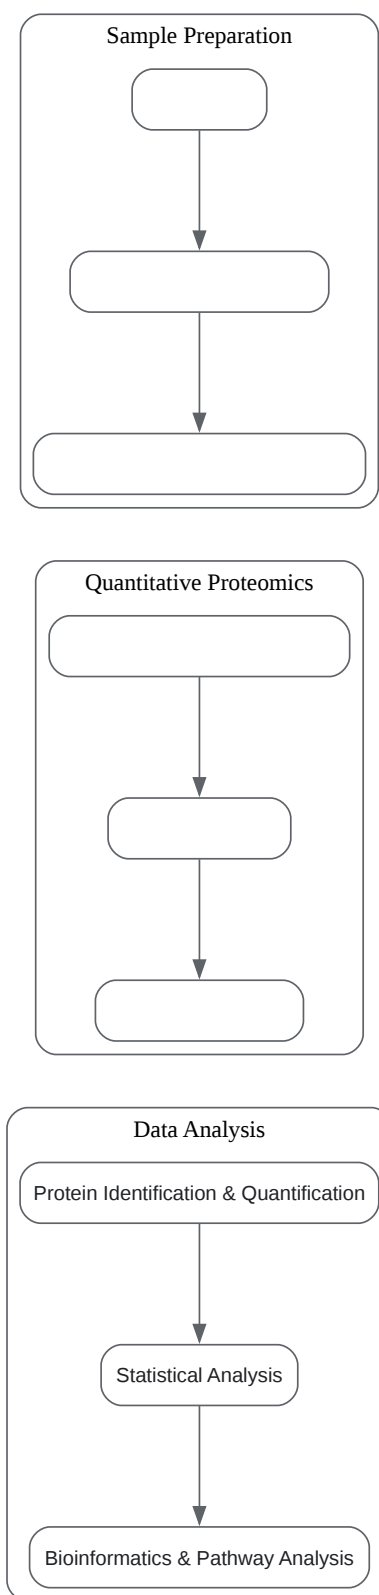 Sample Preparation
Quantitative Proteomics
Data Analysis
Protein Identification & Quantification
Statistical Analysis
Bioinformatics & Pathway Analysis